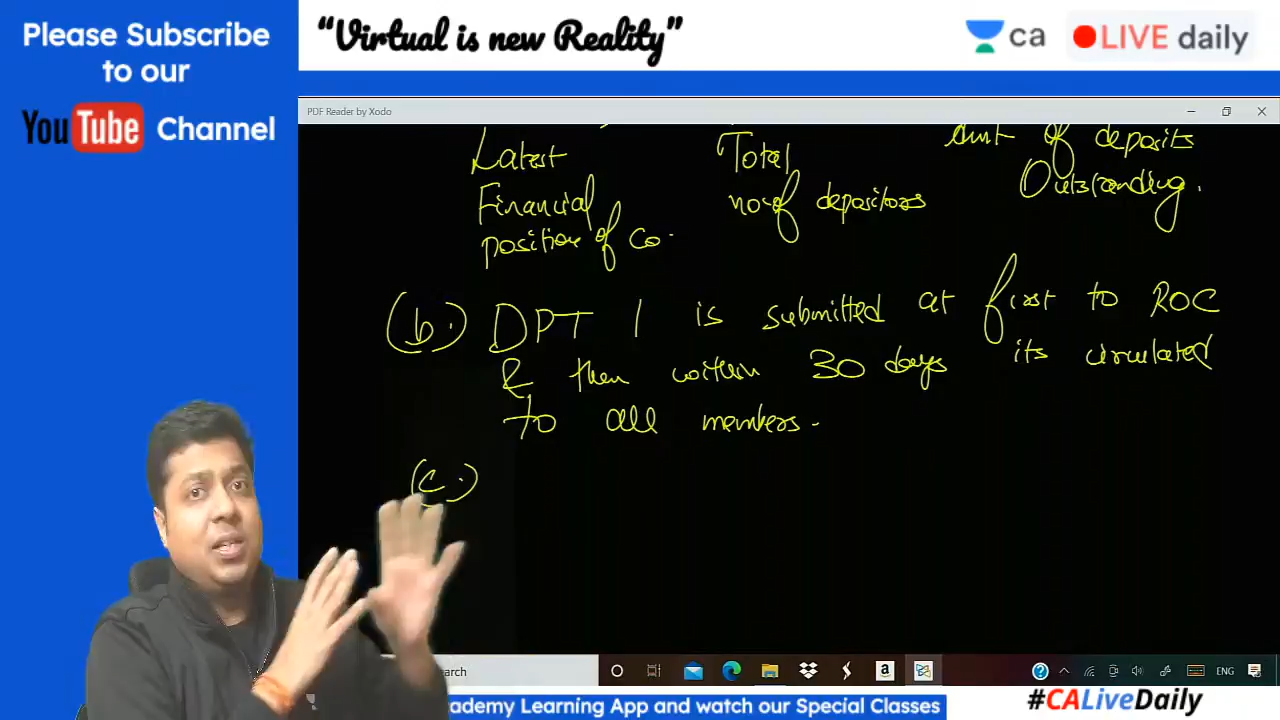 Please Subscribe
to our
YouTube Channel
“Virtual is new Reality”
ca
LIVE daily
PDF Reader by Xodo
Amt of deposits
Outstanding.
Latest
Financial
position of Co.
Total
no. of depositors
(b.) DPT 1 is submitted at first to ROC
& then within 30 days its circulated
to all members.
(c.)
earch
ENG
ademy Learning App and watch our Special Classes
#CALiveDaily